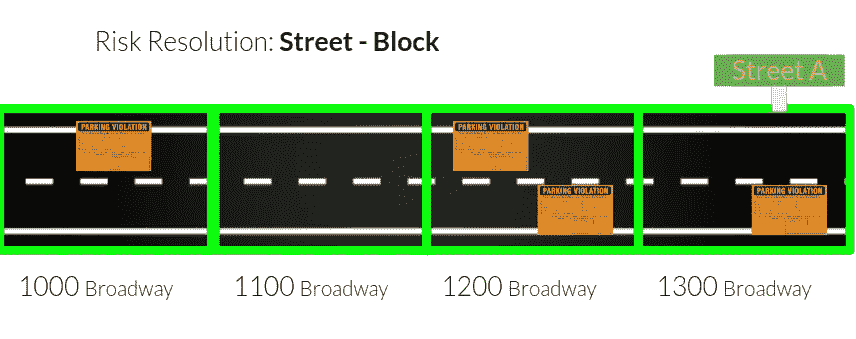 Risk Resolution: Street - Block
Street A
PARKING VIOLATION
PARKING VIOLATION
PARKING VIOLATION
PARKING VIOLATION
1000 Broadway
1100 Broadway
1200 Broadway
1300 Broadway